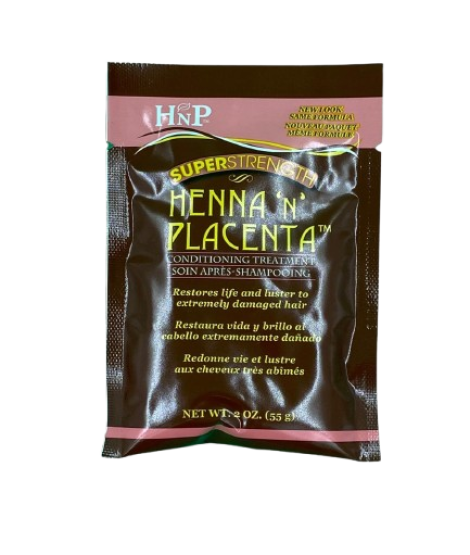 HnP
NEW LOOK
SAME FORMULA
NOUVEAU PAQUET
MÊME FORMULE
SUPERSTRENGTH
HENNA 'N'
PLACENTA™
CONDITIONING TREATMENT
SOIN APRÈS-SHAMPOOING
Restores life and luster to
extremely damaged hair
Restaura vida y brillo al
cabello extremamente dañado
Redonne vie et lustre
aux cheveux très abîmés
NET WT. 2 OZ. (55 g)